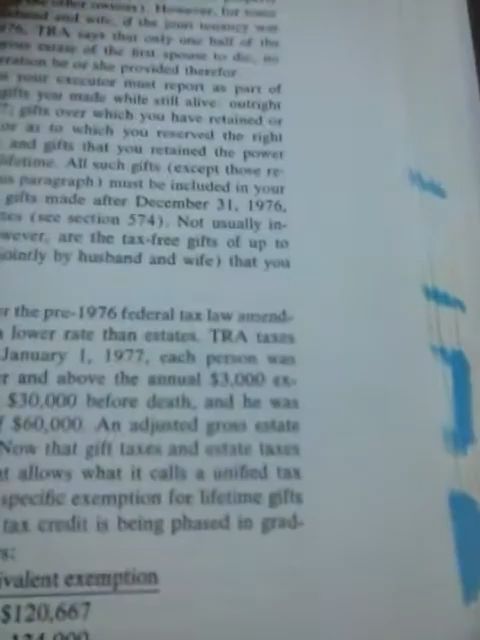 the other cosions). However, for some
band and wife, if the joint tenancy was
976, TRA says that only one half of the
gross estate of the first spouse to die, no
eration he or she provided therefor
your executor must report as part of
gifts you made while still alive: outright
gifts over which you have retained or
or as to which you reserved the right
and gifts that you retained the power
lifetime. All such gifts (except those re-
us paragraph) must be included in your
gifts made after December 31, 1976,
(see section 574). Not usually in-
wever, are the tax-free gifts of up to
jointly by husband and wife) that you
r the pre-1976 federal tax law amend-
lower rate than estates. TRA taxes
January 1, 1977, each person was
r and above the annual $3,000 ex-
$30,000 before death, and he was
f $60,000. An adjusted gross estate
Now that gift taxes and estate taxes
t allows what it calls a unified tax
specific exemption for lifetime gifts
tax credit is being phased in grad-
s:
ivalent exemption
$120,667
134,000